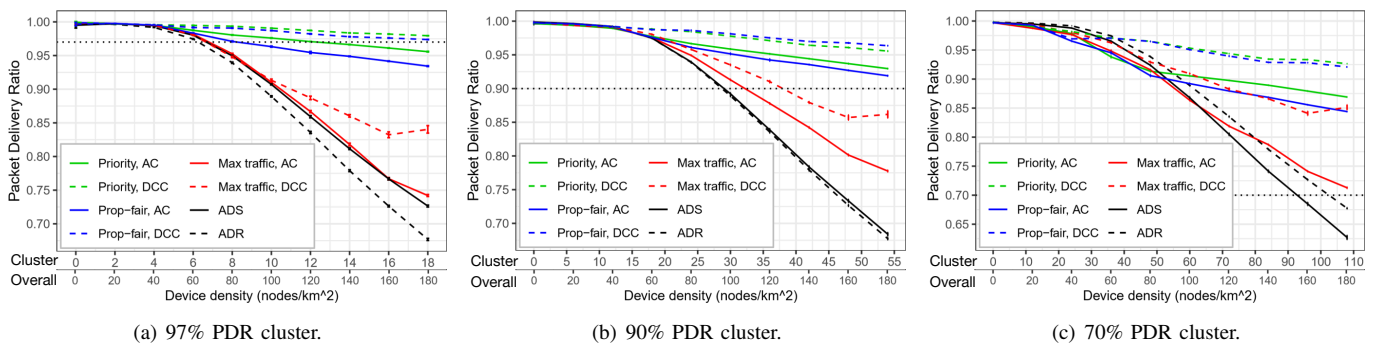 1.00
0.95
0.90
0.85
0.80
0.75
0.70
Packet Delivery Ratio
Priority, AC
Priority, DCC
Prop-fair, AC
Prop-fair, DCC
Max traffic, AC
Max traffic, DCC
ADS
ADR
Cluster 0 2 4 6 8 10 12 14 16 18
Overall 0 20 40 60 80 100 120 140 160 180
Device density (nodes/km^2)
(a) 97% PDR cluster.
1.00
0.95
0.90
0.85
0.80
0.75
0.70
Packet Delivery Ratio
Priority, AC
Priority, DCC
Prop-fair, AC
Prop-fair, DCC
Max traffic, AC
Max traffic, DCC
ADS
ADR
Cluster 0 5 10 20 25 30 35 40 45 50 55
Overall 0 20 40 60 80 100 120 140 160 180
Device density (nodes/km^2)
(b) 90% PDR cluster.
1.00
0.95
0.90
0.85
0.80
0.75
0.70
0.65
Packet Delivery Ratio
Priority, AC
Priority, DCC
Prop-fair, AC
Prop-fair, DCC
Max traffic, AC
Max traffic, DCC
ADS
ADR
Cluster 0 10 20 30 40 50 60 70 80 90 100 110
Overall 0 20 40 60 80 100 120 140 160 180
Device density (nodes/km^2)
(c) 70% PDR cluster.